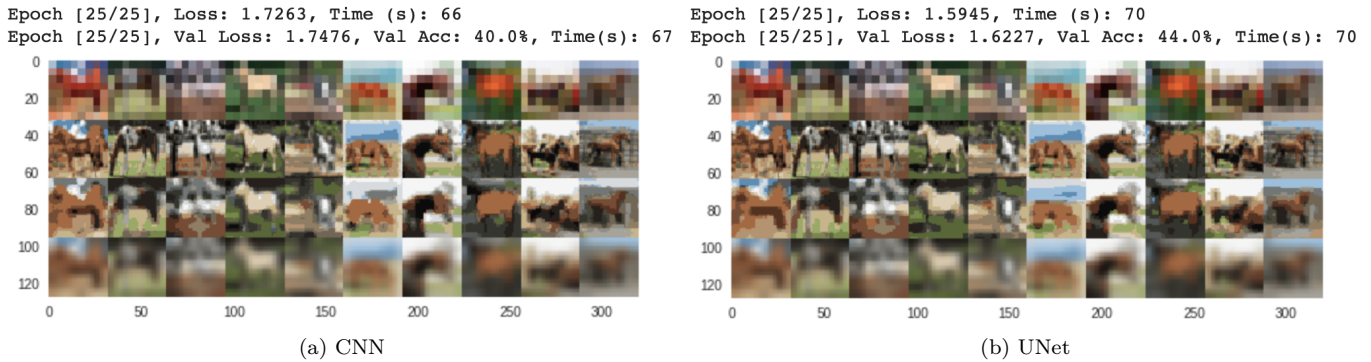 Epoch [25/25], Loss: 1.7263, Time (s): 66
Epoch [25/25], Val Loss: 1.7476, Val Acc: 40.0%, Time(s): 67
0
20
40
60
80
100
120
0 50 100 150 200 250 300
(a) CNN
Epoch [25/25], Loss: 1.5945, Time (s): 70
Epoch [25/25], Val Loss: 1.6227, Val Acc: 44.0%, Time(s): 70
0
20
40
60
80
100
120
0 50 100 150 200 250 300
(b) UNet